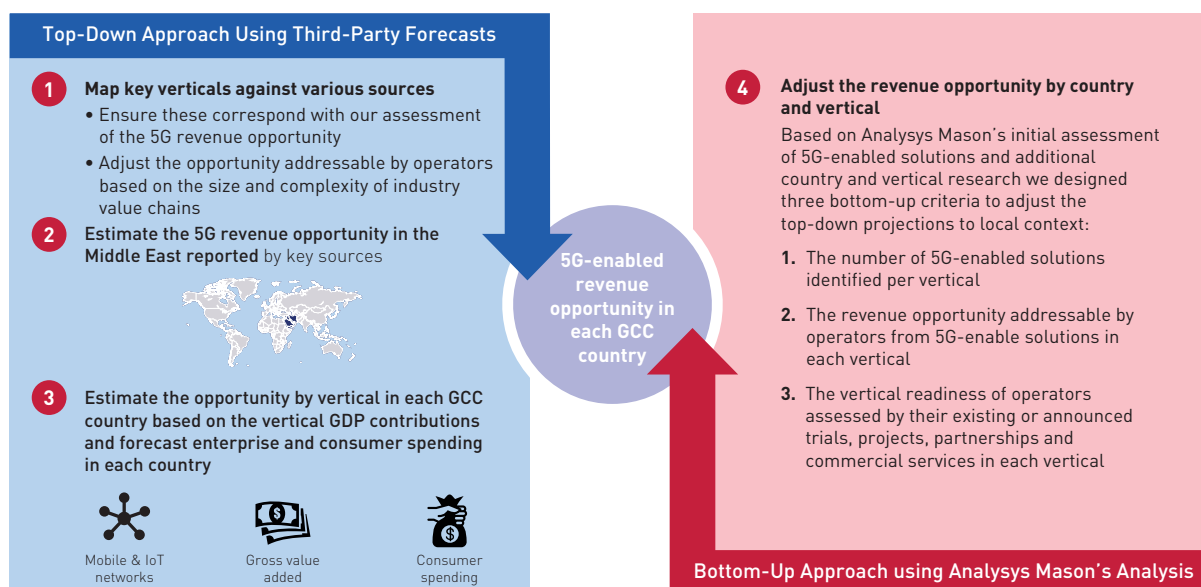 Top-Down Approach Using Third-Party Forecasts
1
Map key verticals against various sources
• Ensure these correspond with our assessment
of the 5G revenue opportunity
• Adjust the opportunity addressable by operators
based on the size and complexity of industry
value chains
2
Estimate the 5G revenue opportunity in the
Middle East reported by key sources
3
Estimate the opportunity by vertical in each GCC
country based on the vertical GDP contributions
and forecast enterprise and consumer spending
in each country
Mobile & IoT
networks
Gross value
added
Consumer
spending
5G-enabled
revenue
opportunity in
each GCC
country
4
Adjust the revenue opportunity by country
and vertical
Based on Analysys Mason's initial assessment
of 5G-enabled solutions and additional
country and vertical research we designed
three bottom-up criteria to adjust the
top-down projections to local context:
1. The number of 5G-enabled solutions
identified per vertical
2. The revenue opportunity addressable by
operators from 5G-enable solutions in
each vertical
3. The vertical readiness of operators
assessed by their existing or announced
trials, projects, partnerships and
commercial services in each vertical
Bottom-Up Approach using Analysys Mason's Analysis